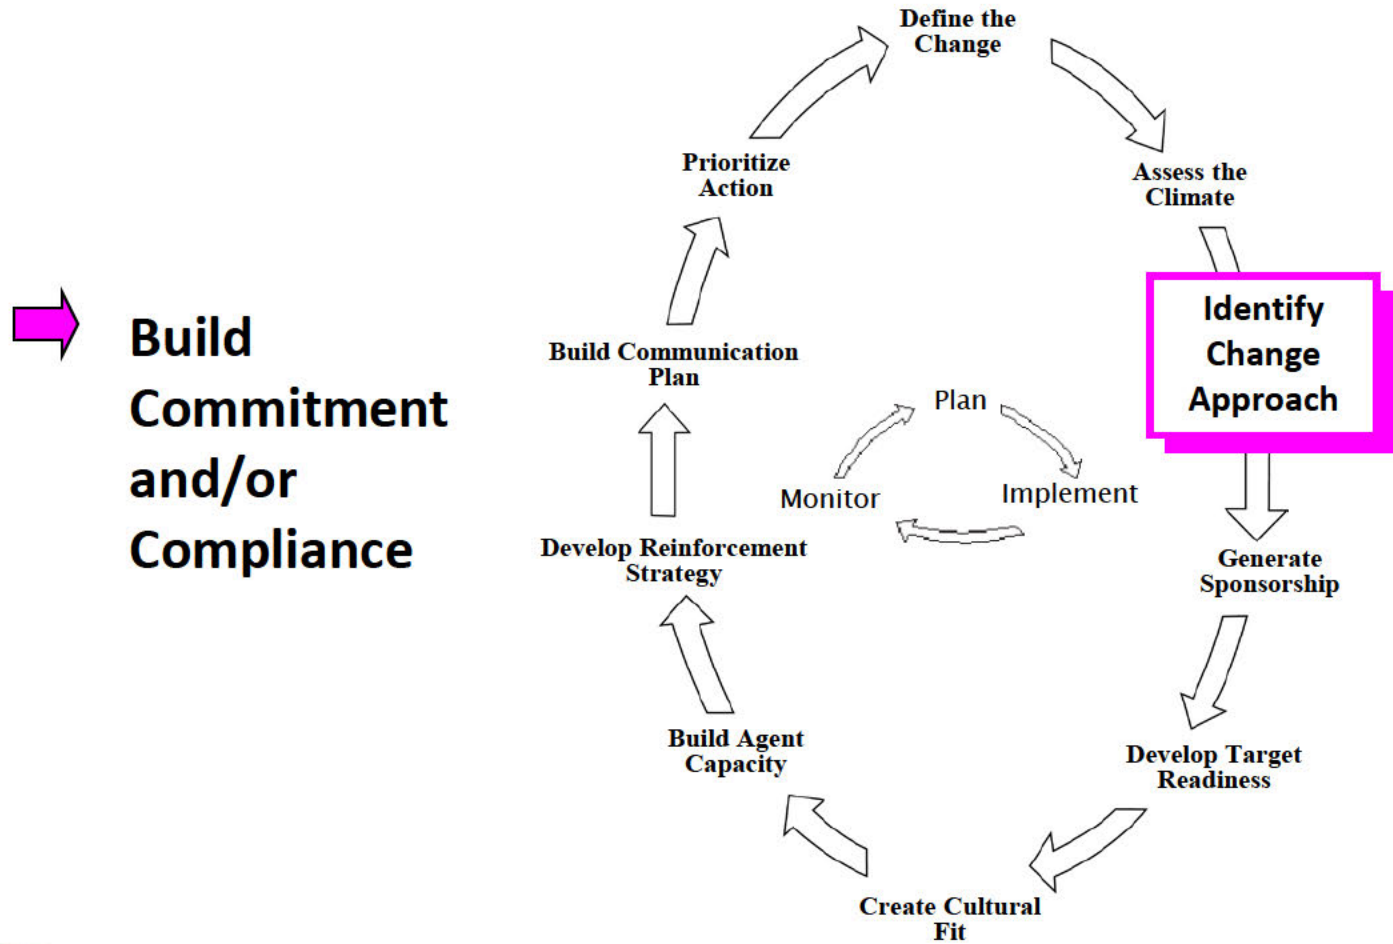 Build
Commitment
and/or
Compliance
Define the
Change
Assess the
Climate
Identify
Change
Approach
Generate
Sponsorship
Develop Target
Readiness
Create Cultural
Fit
Build Agent
Capacity
Develop Reinforcement
Strategy
Build Communication
Plan
Prioritize
Action
Plan
Implement
Monitor